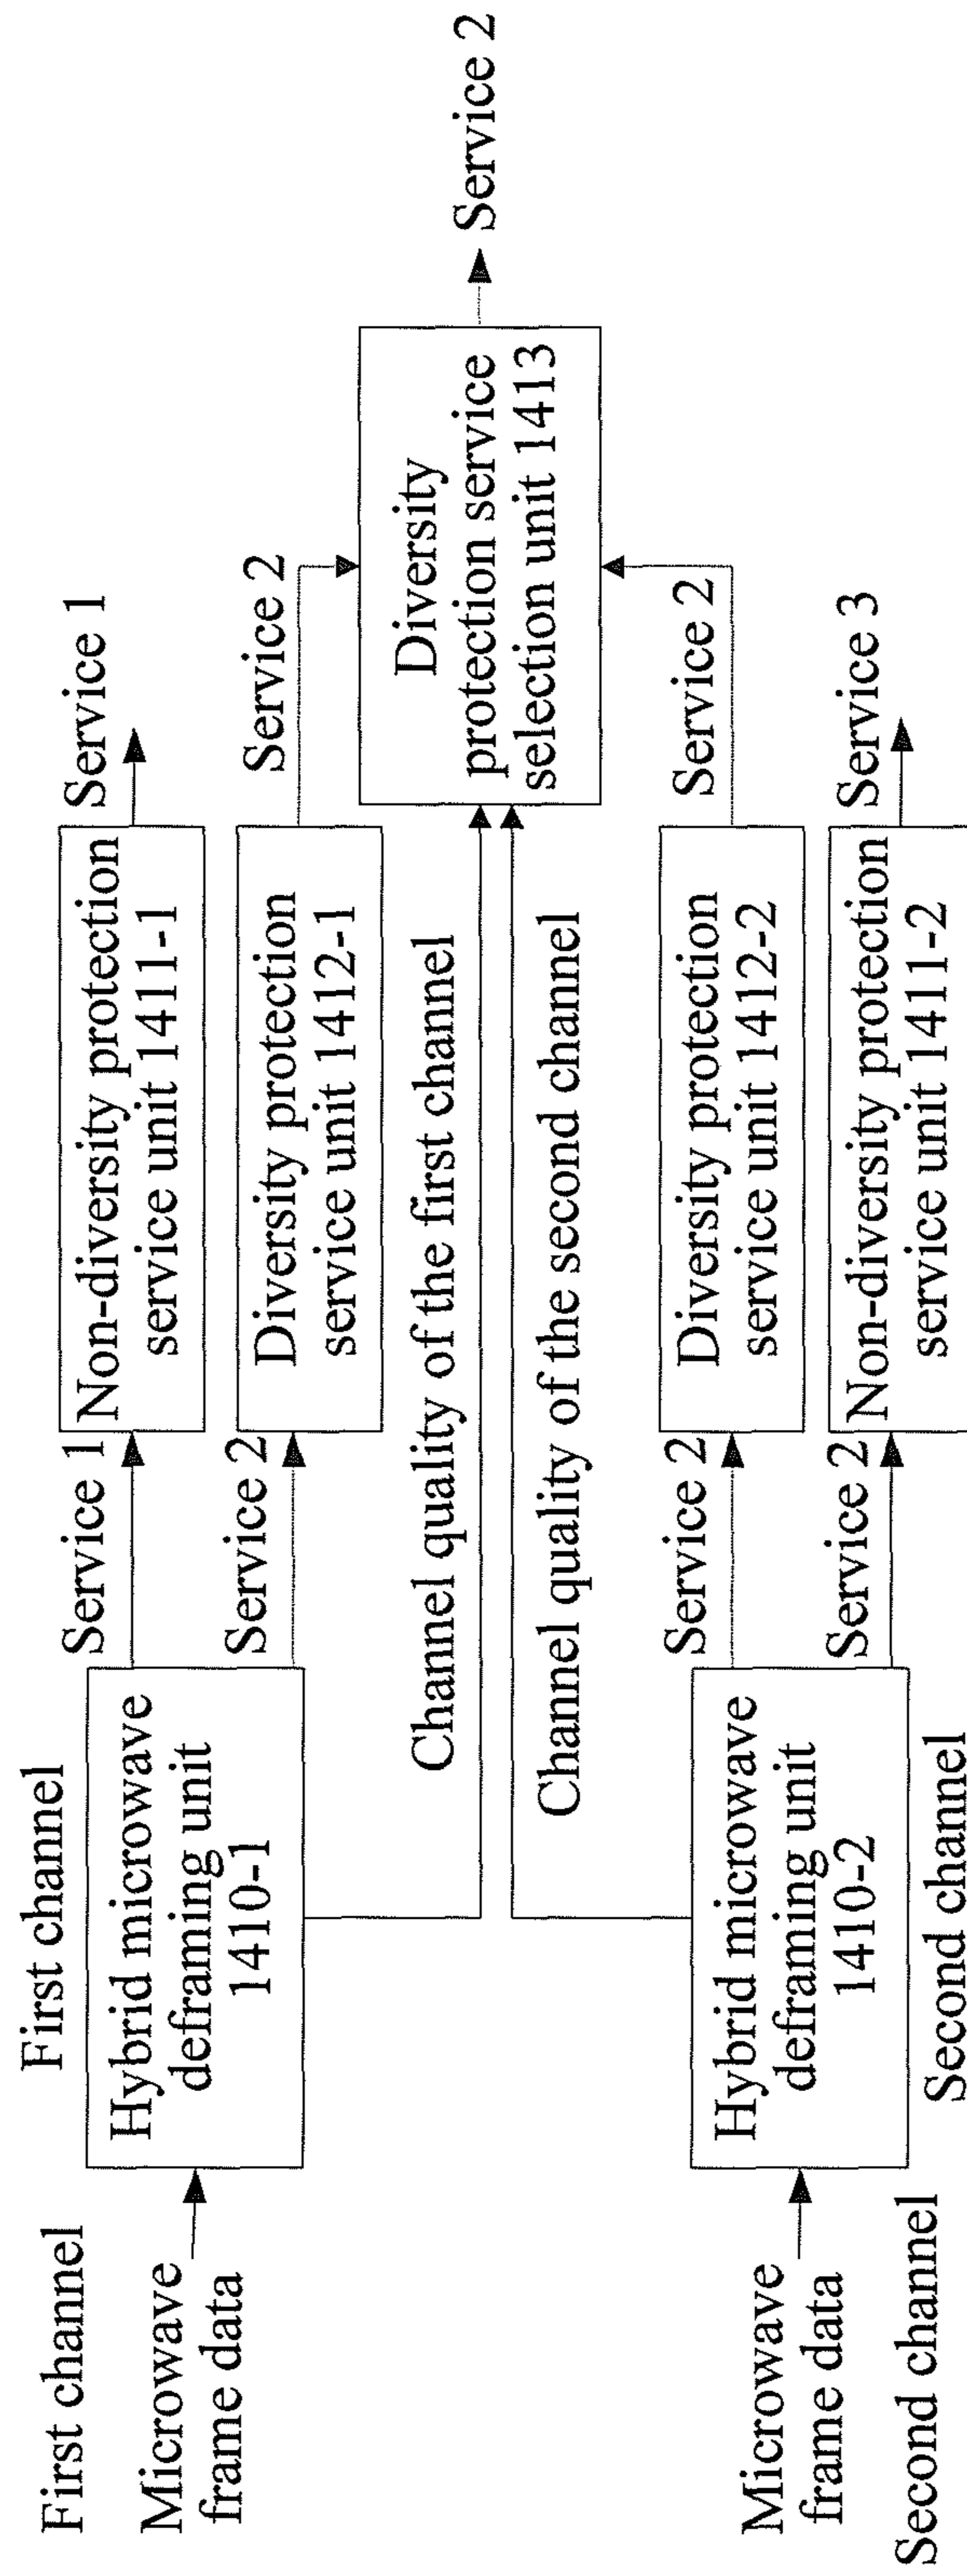 First channel
Microwave
frame data
First channel
Hybrid microwave
deframing unit
1410-1
Service 1
Service 2
Non-diversity protection
service unit 1411-1
Service 1
Diversity protection
service unit 1412-1
Service 2
Channel quality of the first channel
Channel quality of the second channel
Diversity
protection service
selection unit 1413
Service 2
Microwave
frame data
Second channel
Hybrid microwave
deframing unit
1410-2
Second channel
Service 2
Service 2
Diversity protection
service unit 1412-2
Service 2
Non-diversity protection
service unit 1411-2
Service 3